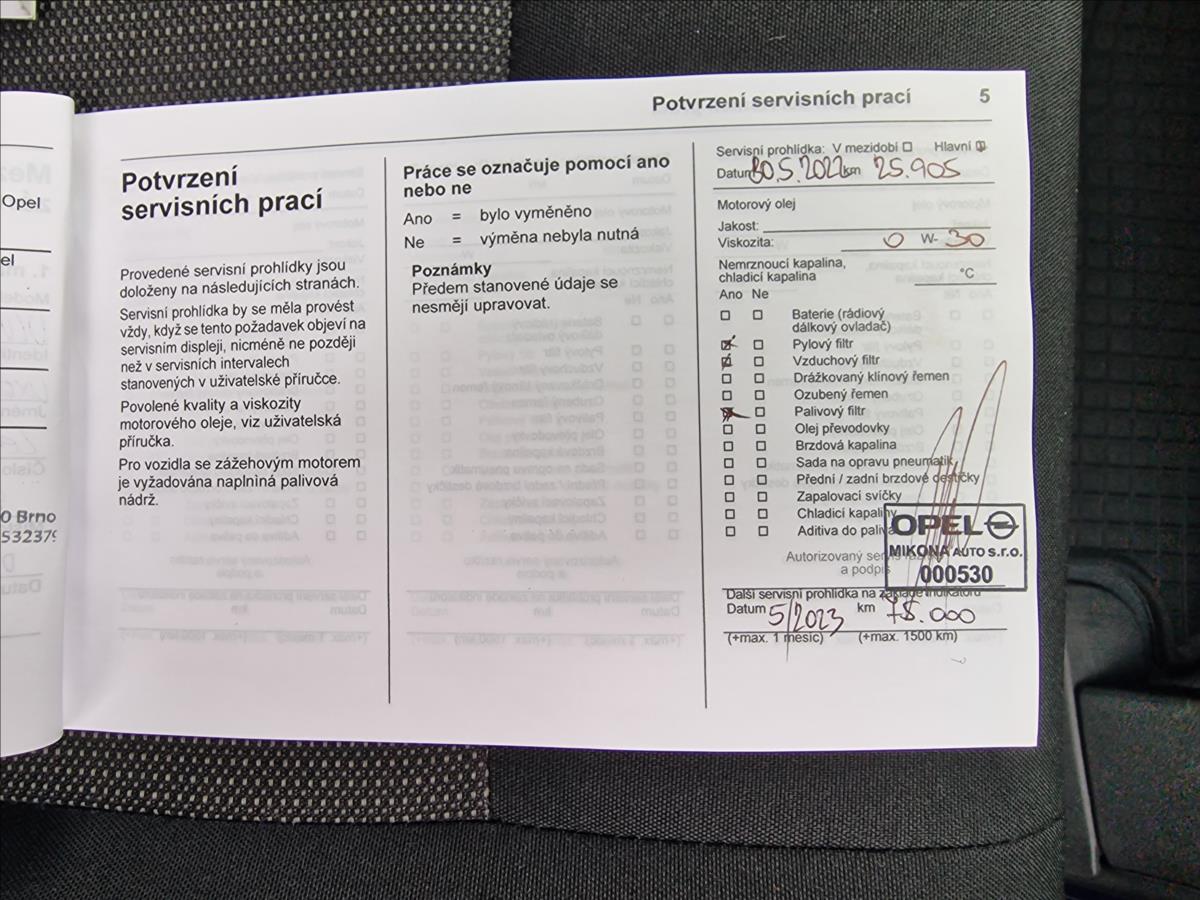 Opel
el
O Brno
532379
Potvrzení servisních prací 5
Potvrzení
servisních prací
Provedené servisní prohlídky jsou
doloženy na následujících stranách.
Servisní prohlídka by se měla provést
vždy, když se tento požadavek objeví na
servisním displeji, nicméně ne později
než v servisních intervalech
stanovených v uživatelské příručce.
Povolené kvality a viskozity
motorového oleje, viz uživatelská
příručka.
Pro vozidla se zážehovým motorem
je vyžadována naplněná palivová
nádrž.
Práce se označuje pomocí ano
nebo ne
Ano = bylo vyměněno
Ne = výměna nebyla nutná
Poznámky
Předem stanovené údaje se
nesmějí upravovat.
Servisní prohlídka: V mezidobí Hlavní
Datum 30.5.2022 km 25.905
Motorový olej
Jakost:
Viskozita: 0 W- 30
Nemrznoucí kapalina,
chladicí kapalina °C
Ano Ne
Baterie (rádiový
dálkový ovladač)
Pylový filtr
Vzduchový filtr
Drážkovaný klínový řemen
Ozubený řemen
Palivový filtr
Olej převodovky
Brzdová kapalina
Sada na opravu pneumatik
Přední / zadní brzdové destičky
Zapalovací svíčky
Chladicí kapaliny
Aditiva do paliva
Autorizovaný
a podpis
OPEL
MIKONA AUTO s.r.o.
000530
Další servisní prohlídka na základě indikátoru
Datum 5/2023 km 78.000
(+max. 1 měsíc) (+max. 1500 km)